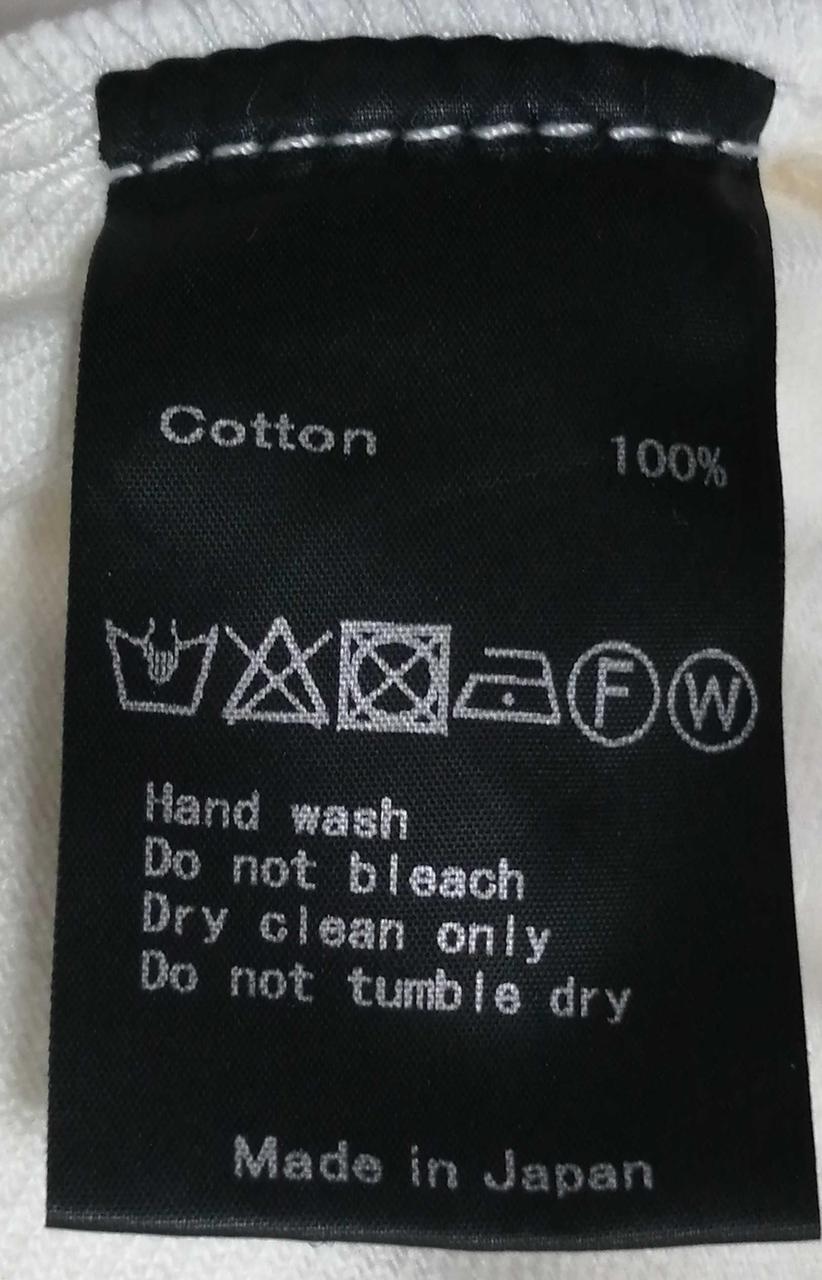 Cotton 100%
F W
Hand wash
Do not bleach
Dry clean only
Do not tumble dry
Made in Japan